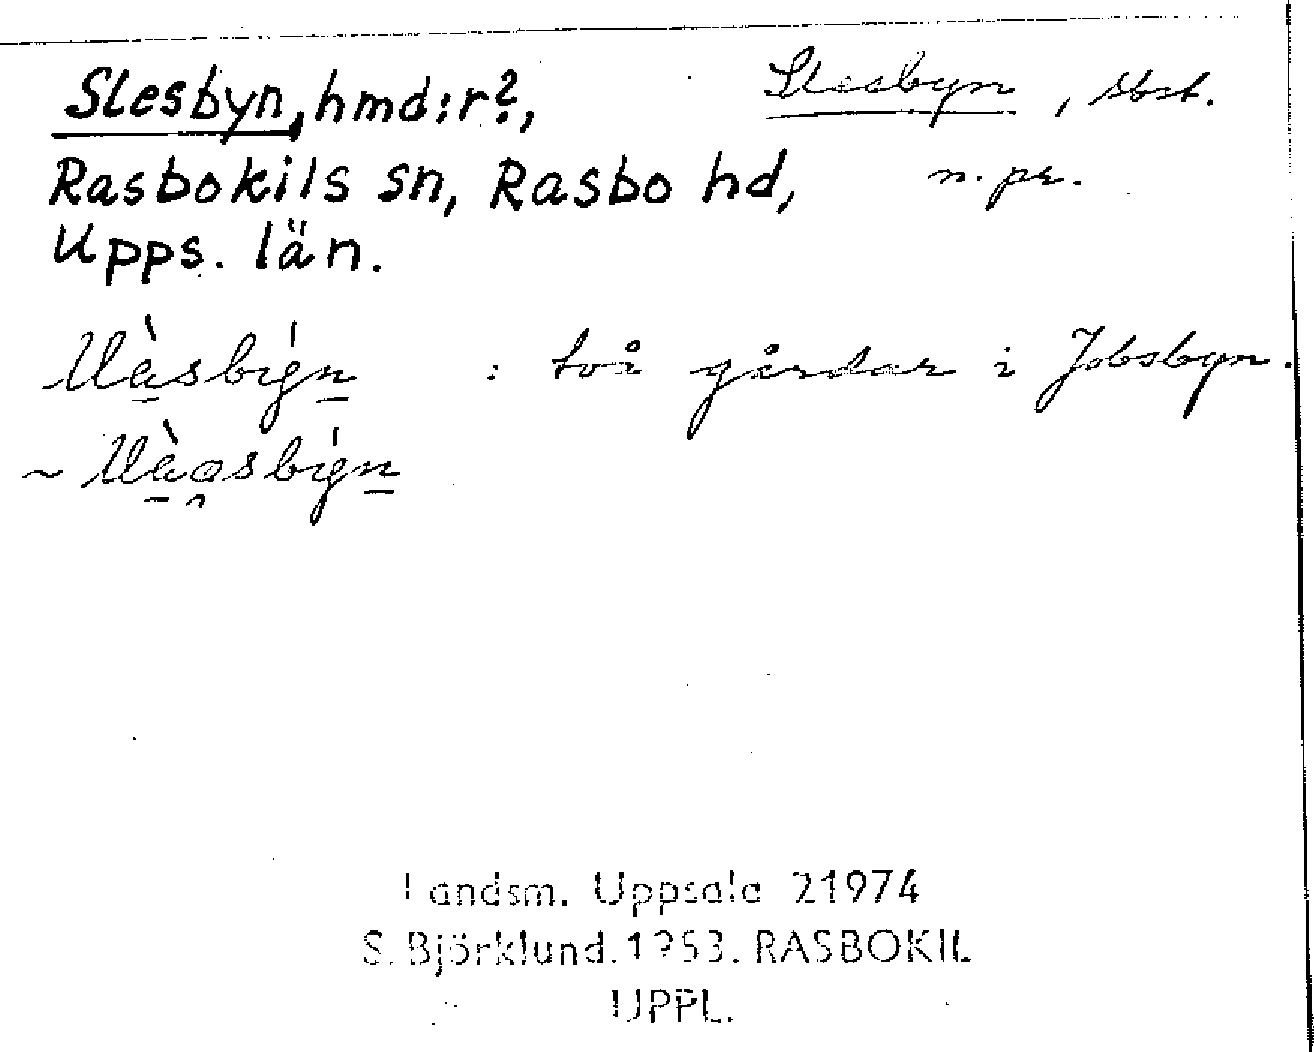 Slesbyn, hmd:r?,
Slesbyn, sbst.
Rasbokils sn, Rasbo hd,
n. pr.
Upps. län.
: två gårdar i Jobsbyn.
~
Landsm. Uppsala 21974
S. Björklund. 1953. RASBOKIL
UPPL.